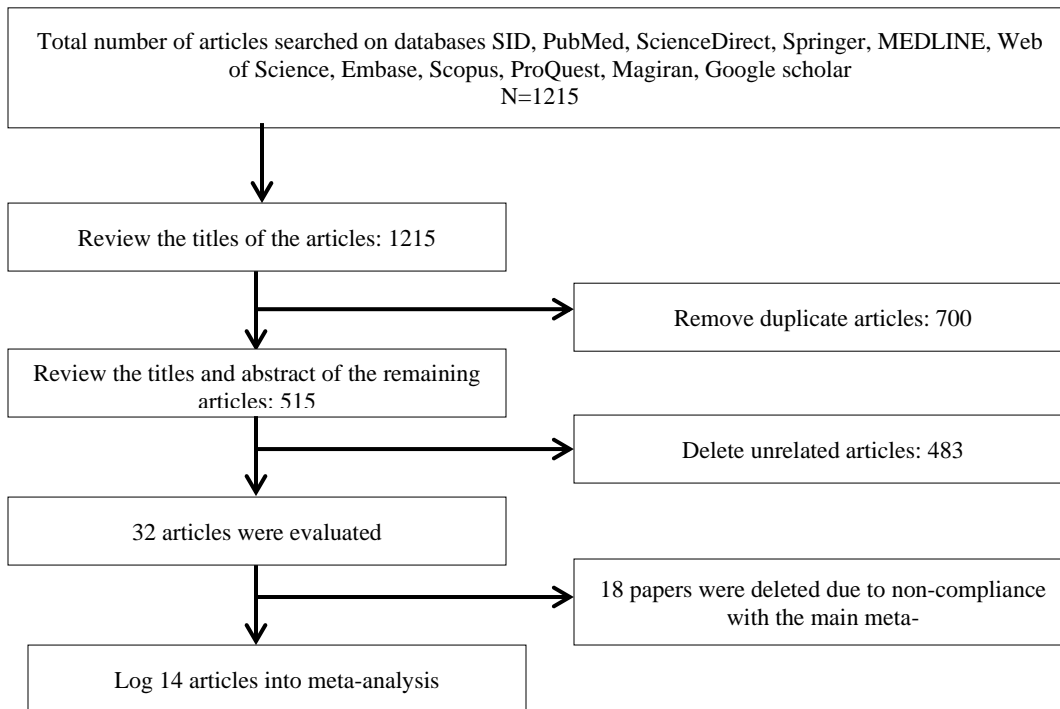 Total number of articles searched on databases SID, PubMed, ScienceDirect, Springer, MEDLINE, Web
of Science, Embase, Scopus, ProQuest, Magiran, Google scholar
N=1215
Review the titles of the articles: 1215
Remove duplicate articles: 700
Review the titles and abstract of the remaining
articles: 515
Delete unrelated articles: 483
32 articles were evaluated
18 papers were deleted due to non-compliance
with the main meta-
Log 14 articles into meta-analysis